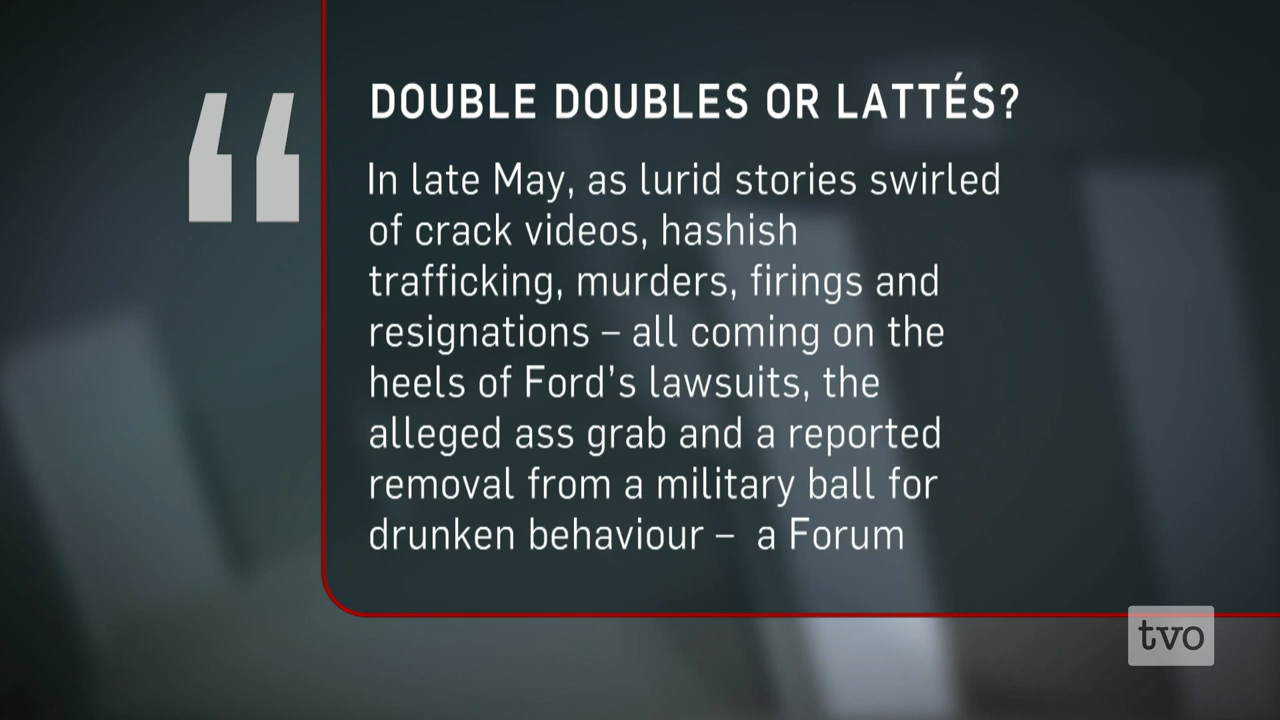 “
DOUBLE DOUBLES OR LATTÉS?
In late May, as lurid stories swirled
of crack videos, hashish
trafficking, murders, firings and
resignations – all coming on the
heels of Ford’s lawsuits, the
alleged ass grab and a reported
removal from a military ball for
drunken behaviour –  a Forum
tvo